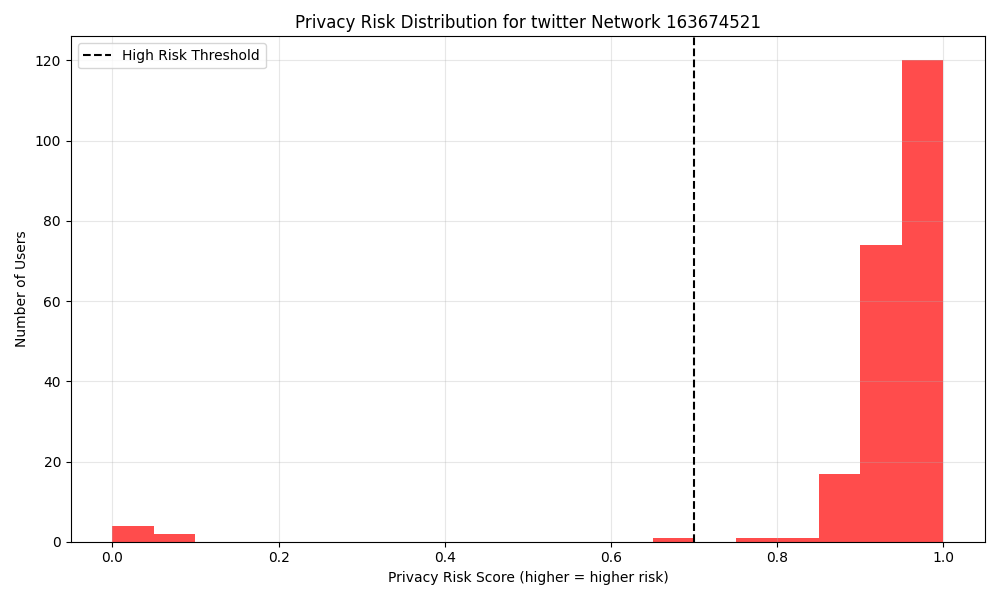 Privacy Risk Distribution for twitter Network 163674521
High Risk Threshold
Number of Users
120
100
80
60
40
20
0
0.0 0.2 0.4 0.6 0.8 1.0
Privacy Risk Score (higher = higher risk)